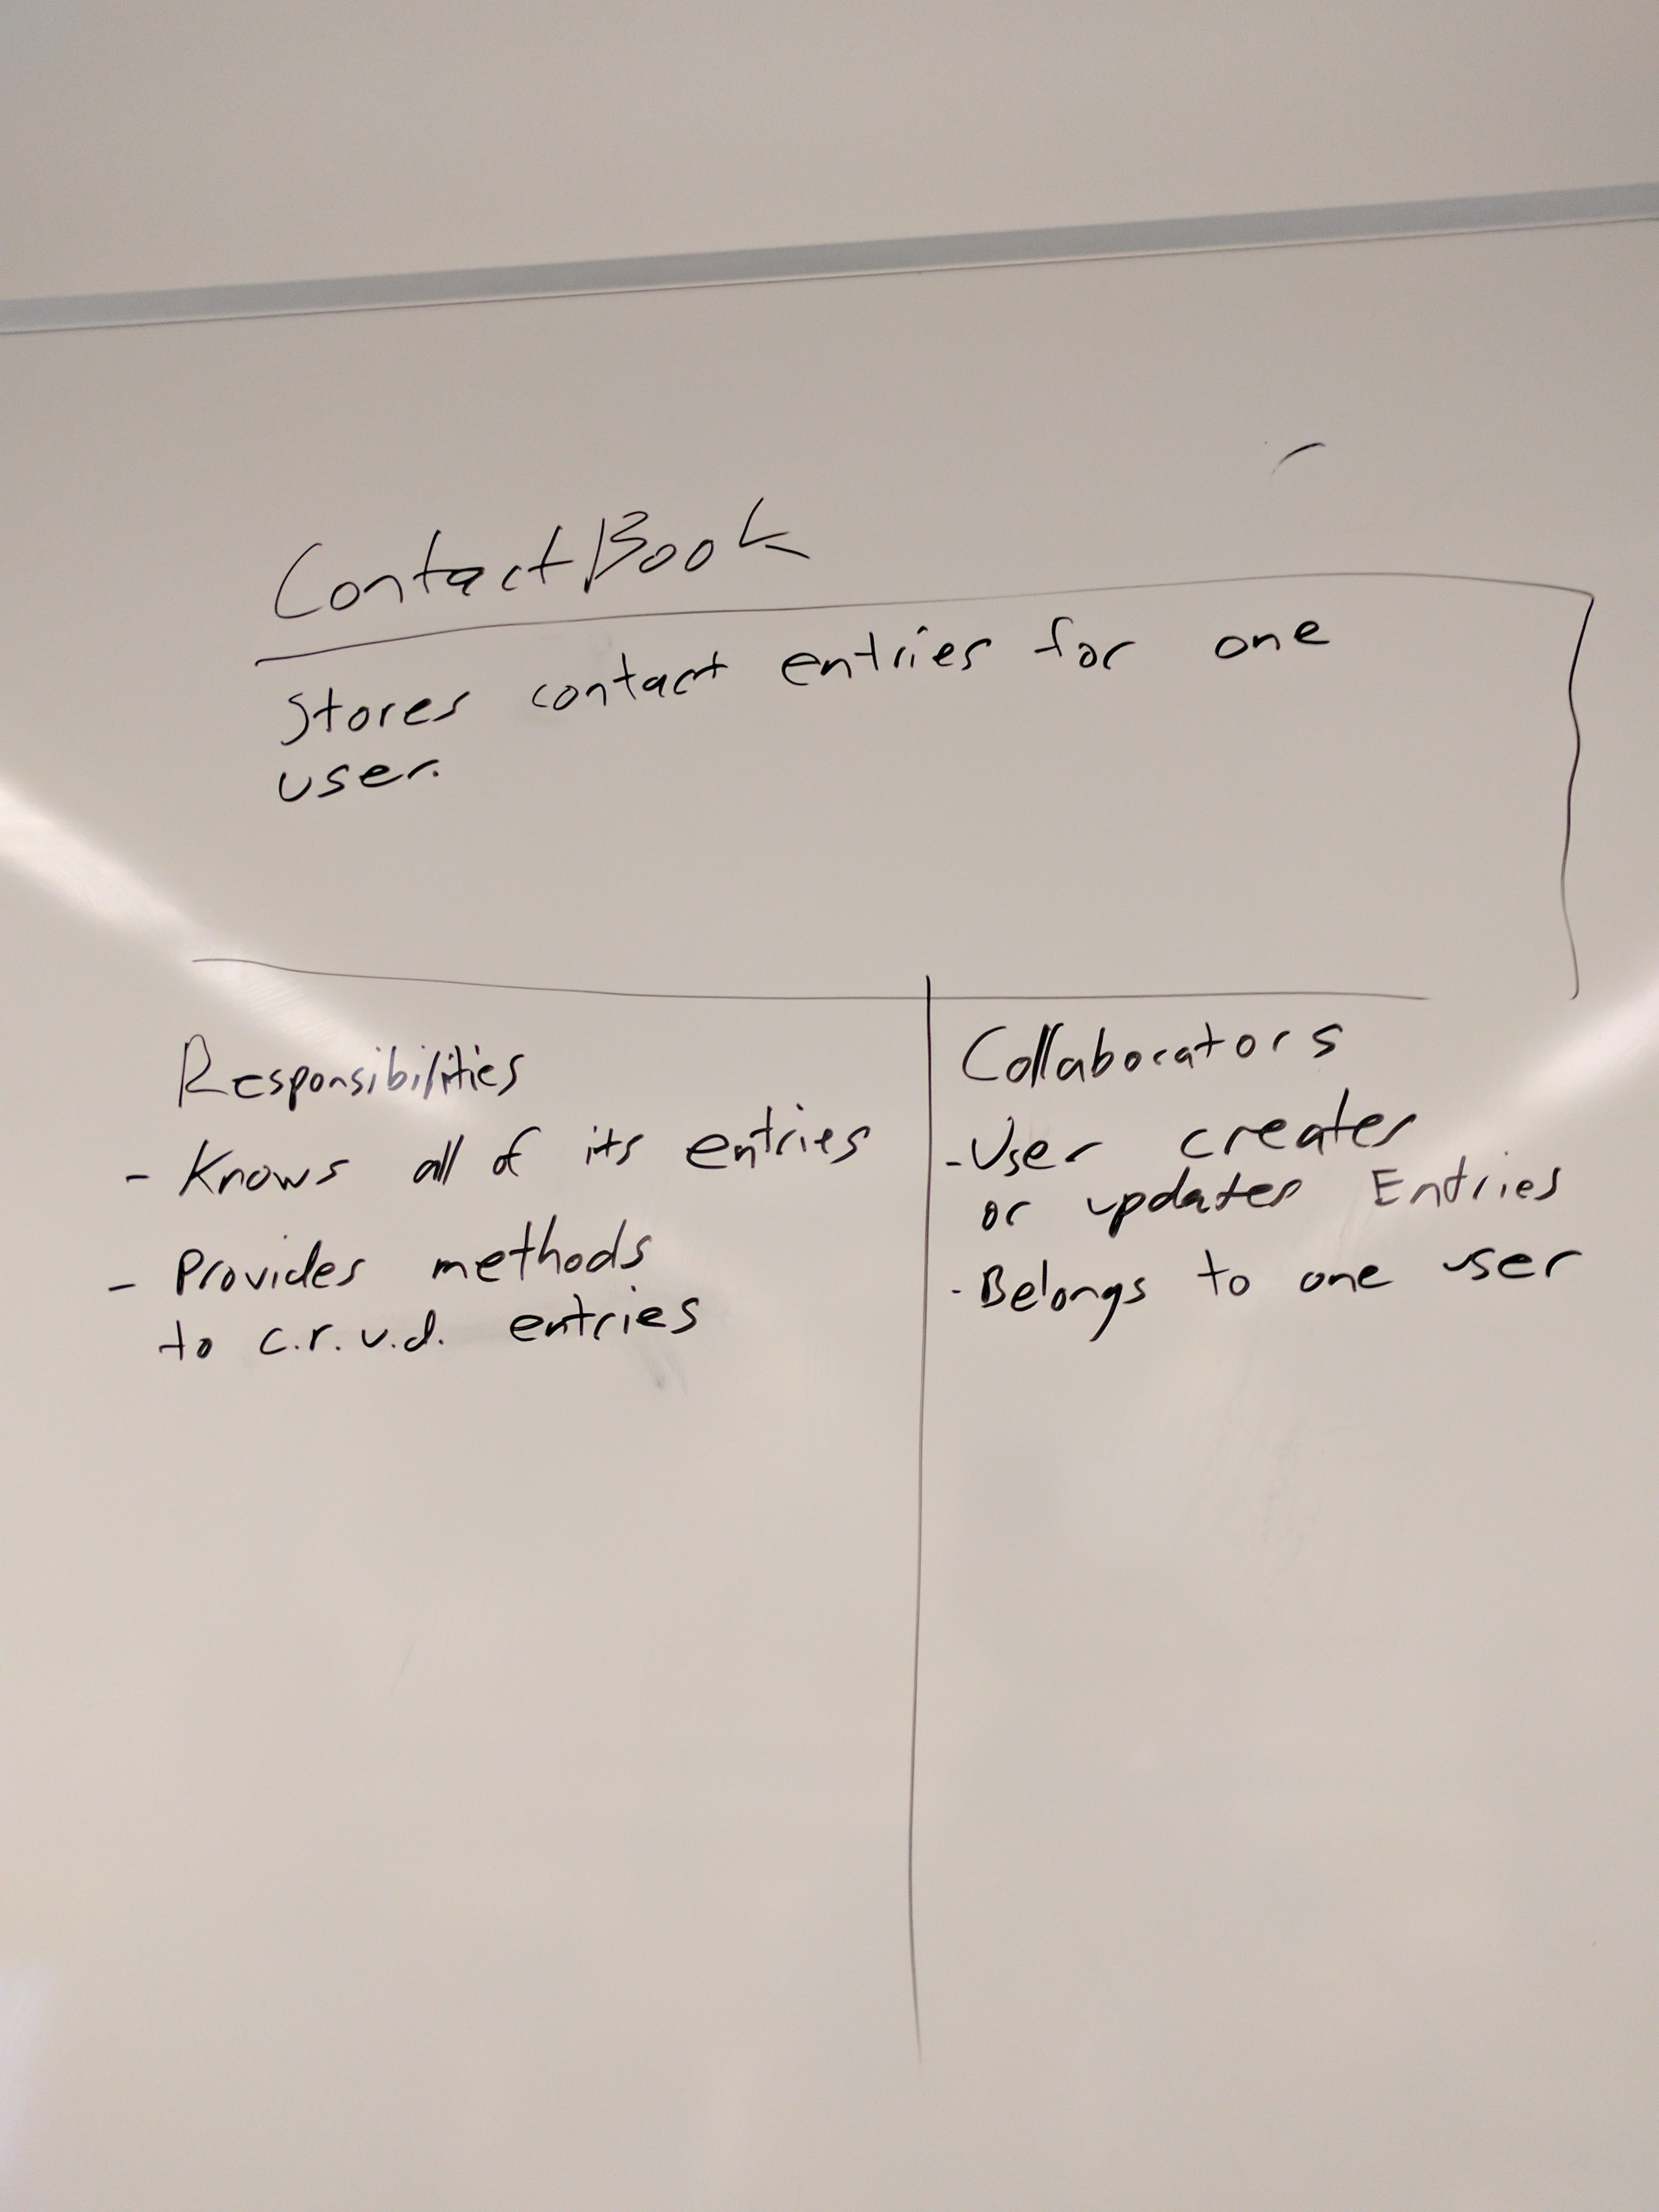 ContactBook
Stores contact entries for one
user.
Responsibilities
- Knows all of its entries
- Provides methods
to c.r.u.d. entries
Collaborators
- User creates
or updates Entries
- Belongs to one user